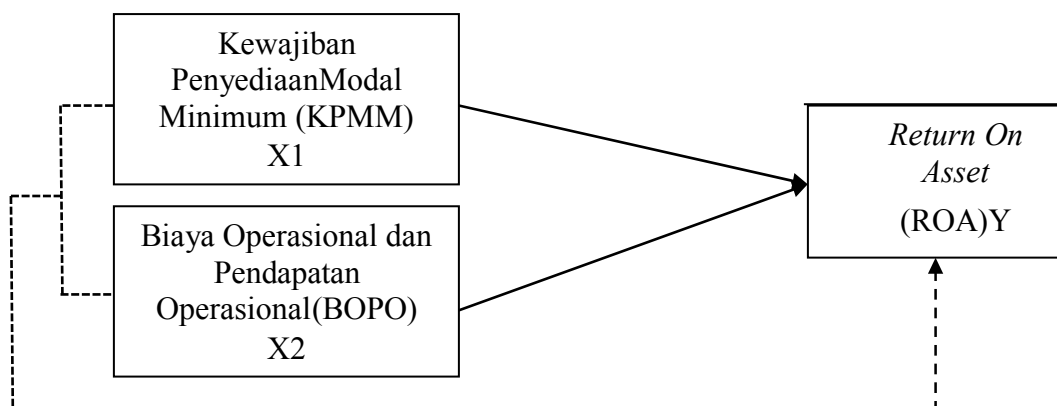 Kewajiban
PenyediaanModal
Minimum (KPMM)
X1
Biaya Operasional dan
Pendapatan
Operasional(BOPO)
X2
Return On
Asset
(ROA)Y